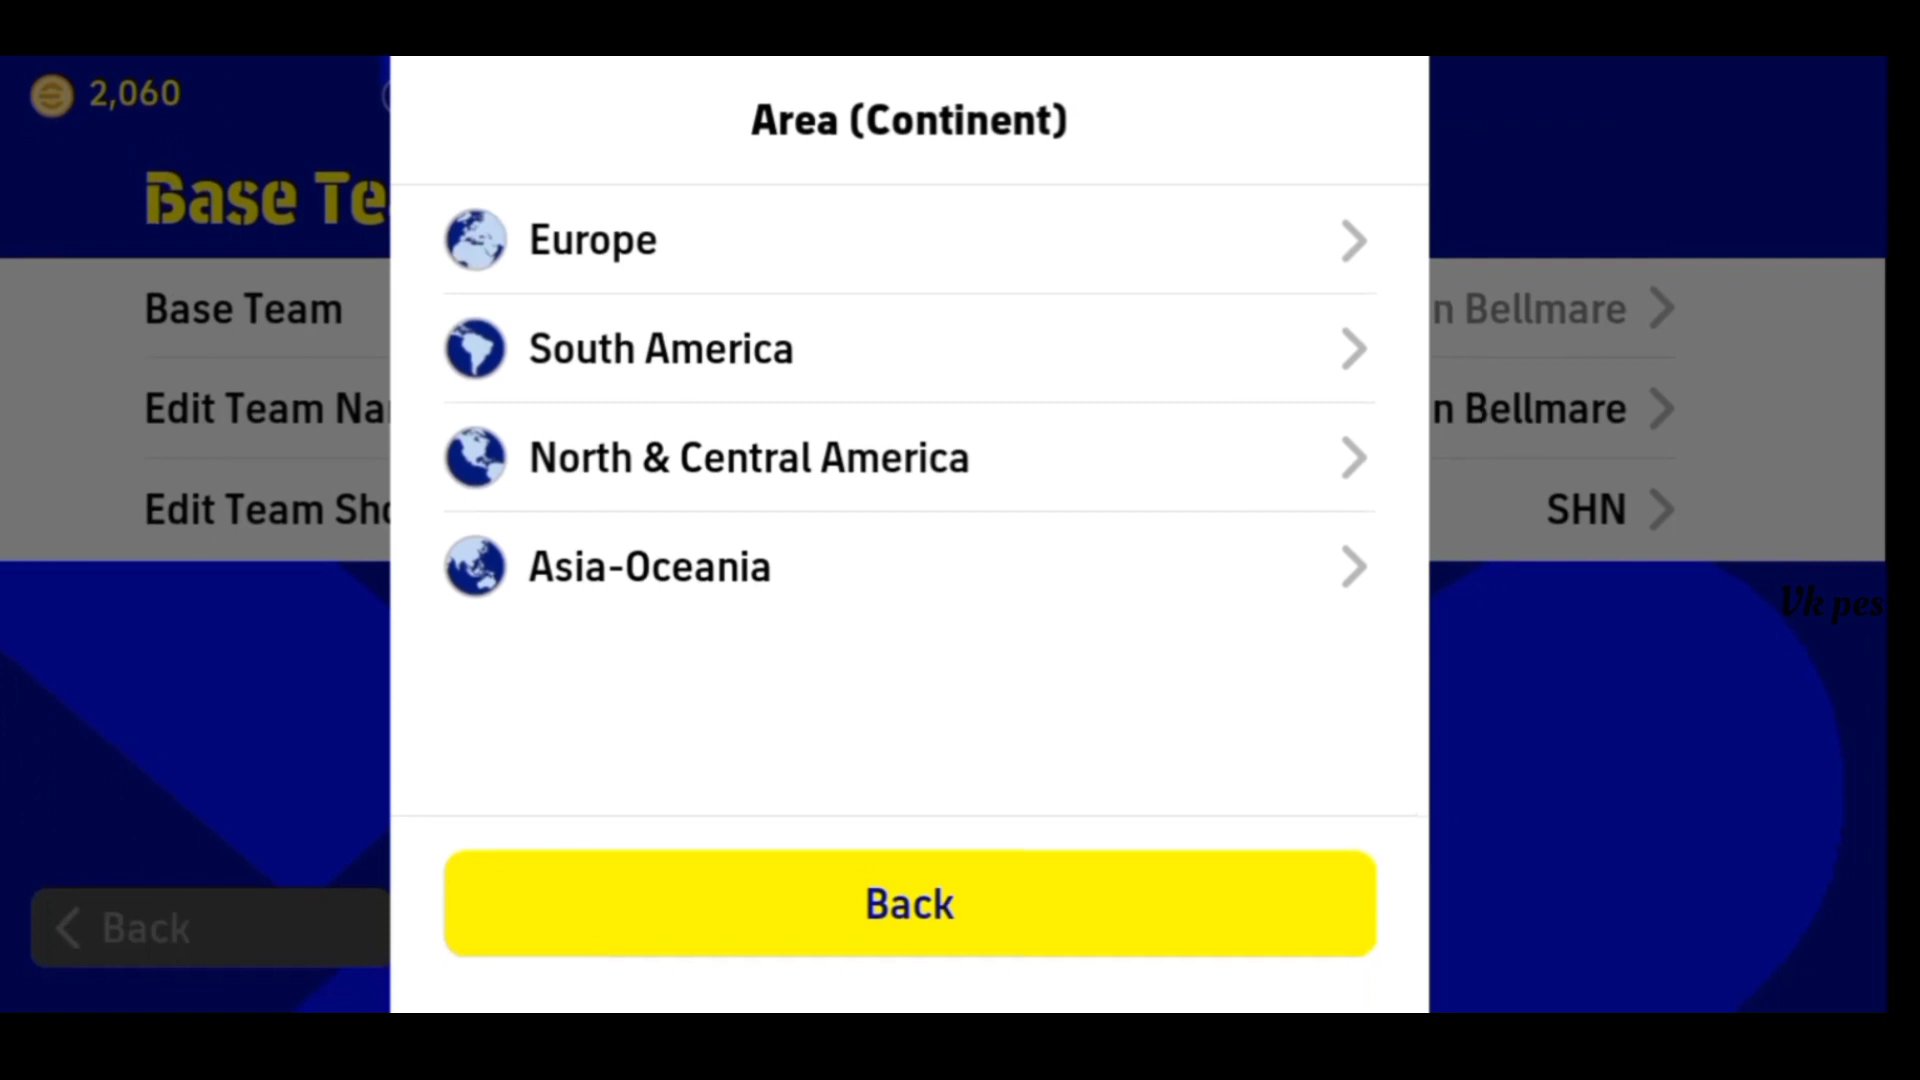 2,060
Area (Continent)
Base Te
Europe
Base Team
n Bellmare
South America
Edit Team Na
n Bellmare
North & Central America
Edit Team Sho
SHN
Asia-Oceania
Vk pes
Back
Back